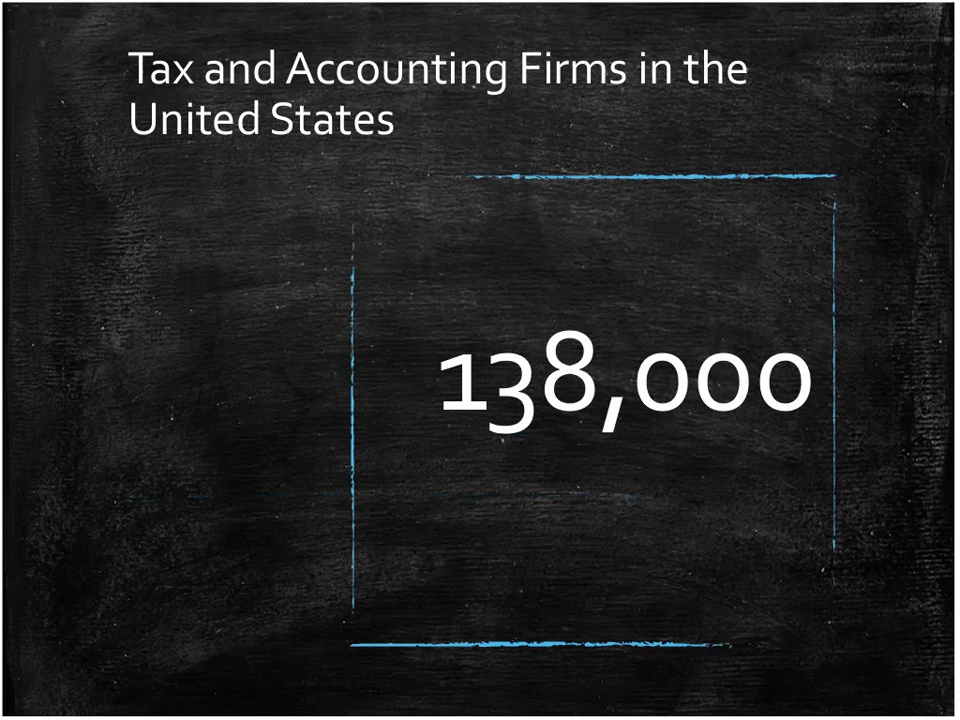 Tax and Accounting Firms in the
United States
138,000